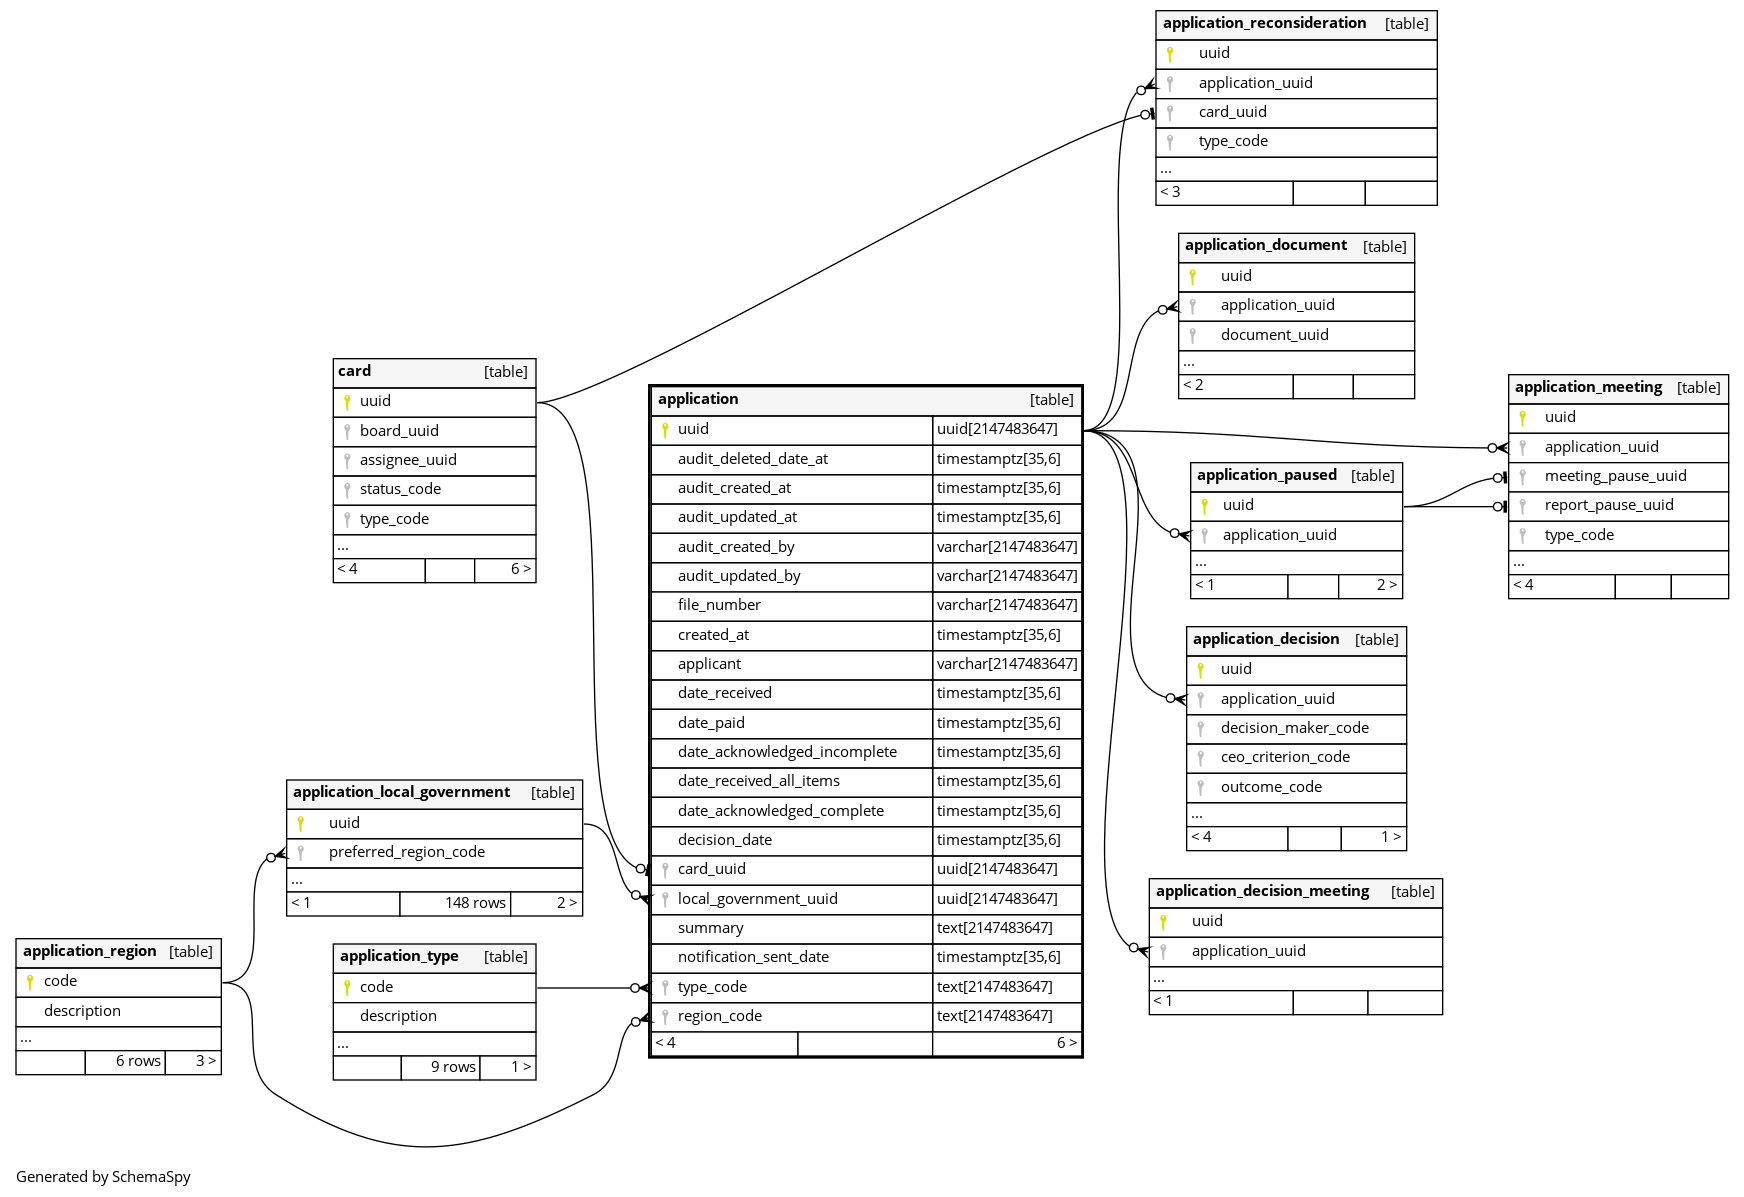 application_reconsideration [table]
uuid
application_uuid
card_uuid
type_code
...
< 3
application_document [table]
uuid
application_uuid
document_uuid
...
< 2
card [table]
uuid
board_uuid
assignee_uuid
status_code
type_code
...
< 4 6 >
application [table]
uuid uuid[2147483647]
audit_deleted_date_at timestamptz[35,6]
audit_created_at timestamptz[35,6]
audit_updated_at timestamptz[35,6]
audit_created_by varchar[2147483647]
audit_updated_by varchar[2147483647]
file_number varchar[2147483647]
created_at timestamptz[35,6]
applicant varchar[2147483647]
date_received timestamptz[35,6]
date_paid timestamptz[35,6]
date_acknowledged_incomplete timestamptz[35,6]
date_received_all_items timestamptz[35,6]
date_acknowledged_complete timestamptz[35,6]
decision_date timestamptz[35,6]
card_uuid uuid[2147483647]
local_government_uuid uuid[2147483647]
summary text[2147483647]
notification_sent_date timestamptz[35,6]
type_code text[2147483647]
region_code text[2147483647]
< 4 6 >
application_meeting [table]
uuid
application_uuid
meeting_pause_uuid
report_pause_uuid
type_code
...
< 4
application_paused [table]
uuid
application_uuid
...
< 1 2 >
application_decision [table]
uuid
application_uuid
decision_maker_code
ceo_criterion_code
outcome_code
...
< 4 1 >
application_local_government [table]
uuid
preferred_region_code
...
< 1 148 rows 2 >
application_decision_meeting [table]
uuid
application_uuid
...
< 1
application_region [table]
code
description
...
6 rows 3 >
application_type [table]
code
description
...
9 rows 1 >
Generated by SchemaSpy